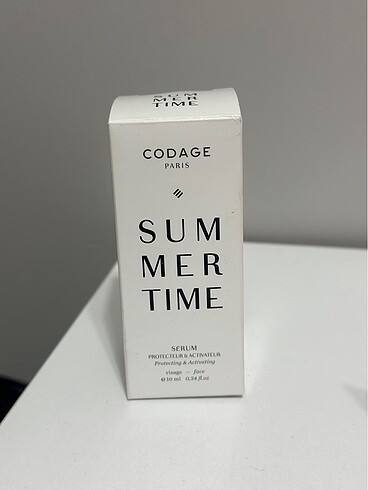 SUM
MER
TIME
CODAGE
PARIS
SUM
MER
TIME
SÉRUM
PROTECTEUR & ACTIVATEUR
Protecting & Activating
visage — face
℮ 10 ml 0,34 fl.oz